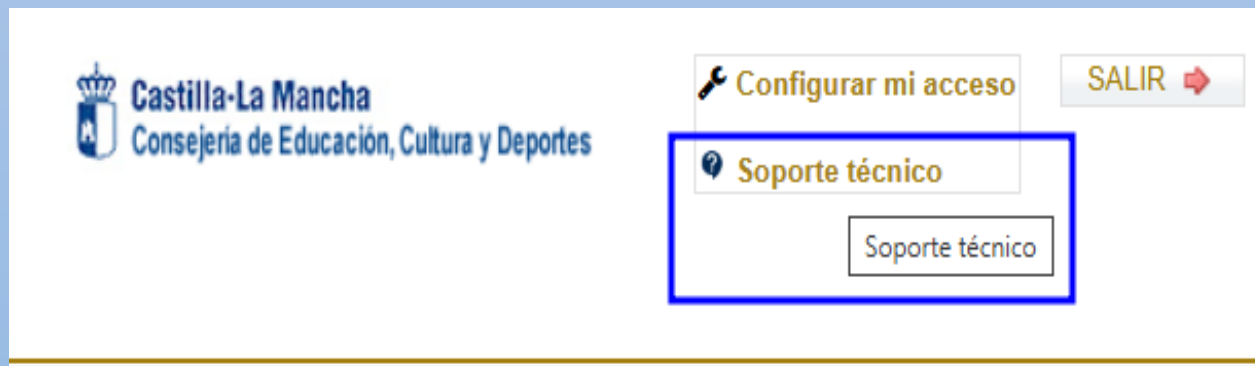 Castilla-La Mancha
Consejería de Educación, Cultura y Deportes
Configurar mi acceso
SALIR
Soporte técnico
Soporte técnico